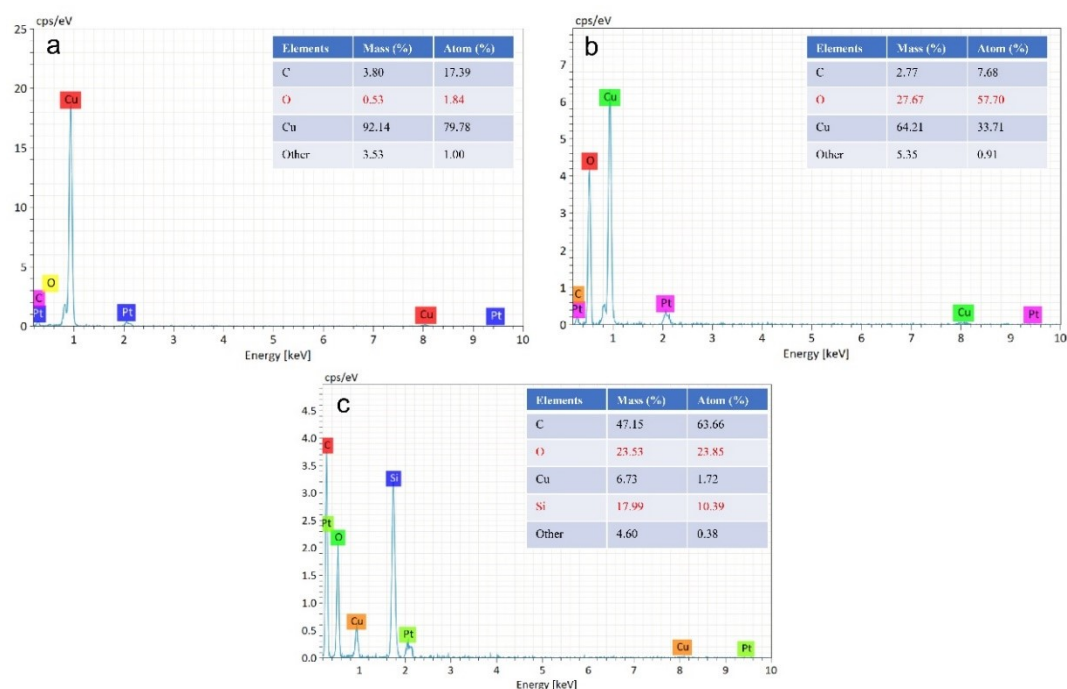 cps/eV
25
20
15
10
5
0
a
Cu
O
C
Pt
Pt
Cu
Pt
1 2 3 4 5 6 7 8 9 10
Energy [keV]
Elements Mass (%) Atom (%)
C 3.80 17.39
O 0.53 1.84
Cu 92.14 79.78
Other 3.53 1.00
cps/eV
7
6
5
4
3
2
1
0
b
Cu
O
C
Pt
Pt
Cu
Pt
1 2 3 4 5 6 7 8 9 10
Energy [keV]
Elements Mass (%) Atom (%)
C 2.77 7.68
O 27.67 57.70
Cu 64.21 33.71
Other 5.35 0.91
cps/eV
4.5
4.0
3.5
3.0
2.5
2.0
1.5
1.0
0.5
0.0
c
C
Si
Pt
O
Cu
Pt
Cu
Pt
1 2 3 4 5 6 7 8 9 10
Energy [keV]
Elements Mass (%) Atom (%)
C 47.15 63.66
O 23.53 23.85
Cu 6.73 1.72
Si 17.99 10.39
Other 4.60 0.38